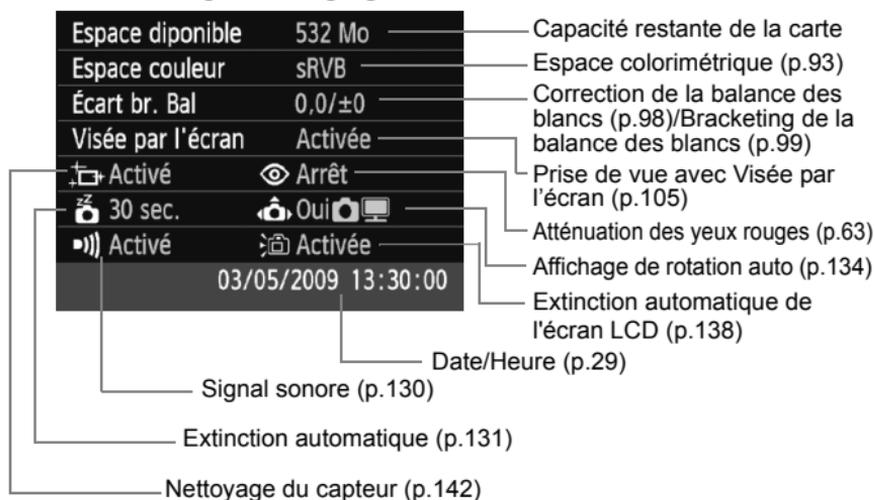 Espace diponible 532 Mo
Espace couleur sRVB
Écart br. Bal 0,0/±0
Visée par l'écran Activée
Activé Arrêt
zZ 30 sec. Oui
Activé Activée
03/05/2009 13:30:00
Capacité restante de la carte
Espace colorimétrique (p.93)
Correction de la balance des
blancs (p.98)/Bracketing de la
balance des blancs (p.99)
Prise de vue avec Visée par
l’écran (p.105)
Atténuation des yeux rouges (p.63)
Affichage de rotation auto (p.134)
Extinction automatique de
l'écran LCD (p.138)
Date/Heure (p.29)
Signal sonore (p.130)
Extinction automatique (p.131)
Nettoyage du capteur (p.142)